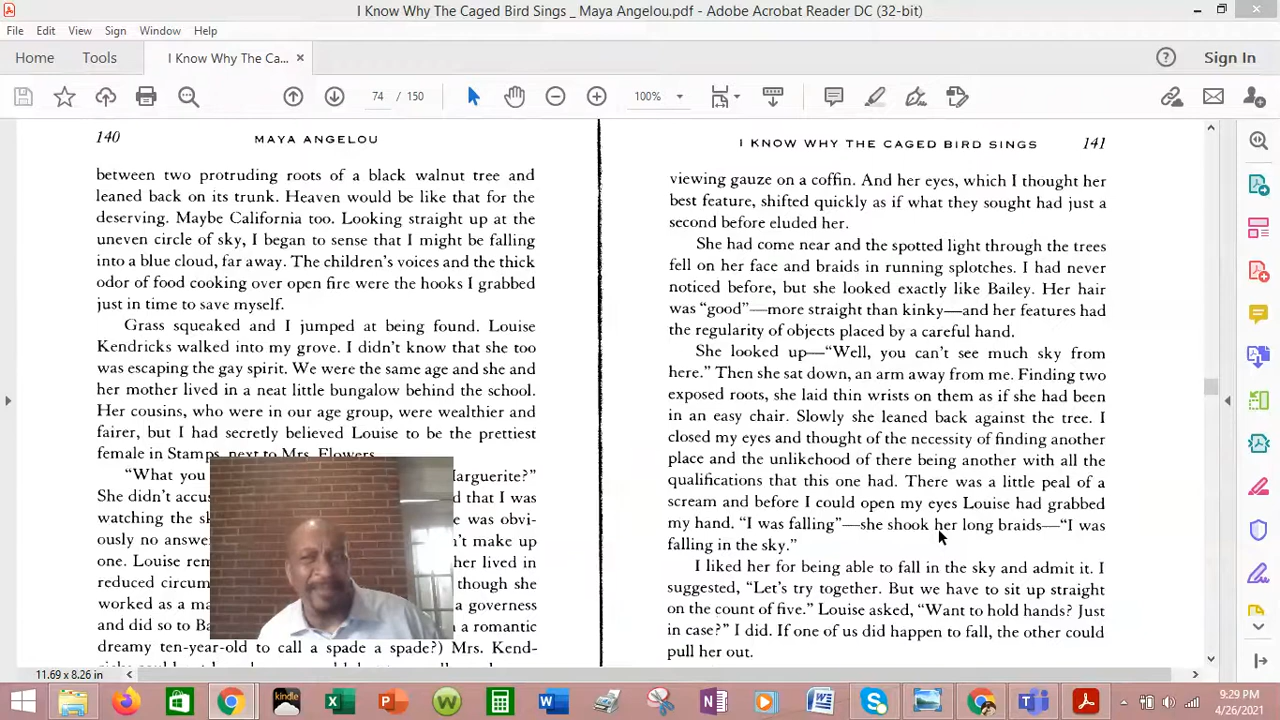 I Know Why The Caged Bird Sings _ Maya Angelou.pdf - Adobe Acrobat Reader DC (32-bit)
File Edit View Sign Window Help
Home Tools I Know Why The Ca... × ? Sign In
74 / 150 100%
140 MAYA ANGELOU
between two protruding roots of a black walnut tree and
leaned back on its trunk. Heaven would be like that for the
deserving. Maybe California too. Looking straight up at the
uneven circle of sky, I began to sense that I might be falling
into a blue cloud, far away. The children's voices and the thick
odor of food cooking over open fire were the hooks I grabbed
just in time to save myself.
Grass squeaked and I jumped at being found. Louise
Kendricks walked into my grove. I didn't know that she too
was escaping the gay spirit. We were the same age and she and
her mother lived in a neat little bungalow behind the school.
Her cousins, who were in our age group, were wealthier and
fairer, but I had secretly believed Louise to be the prettiest
female in Stamps, next to Mrs. Flowers.
"What you Marguerite?"
She didn't accus d that I was
watching the sk e was obvi-
ously no answe n't make up
one. Louise rem her lived in
reduced circum though she
worked as a ma a governess
and did so to Ba a romantic
dreamy ten-year-old to call a spade a spade?) Mrs. Kend-
I KNOW WHY THE CAGED BIRD SINGS 141
viewing gauze on a coffin. And her eyes, which I thought her
best feature, shifted quickly as if what they sought had just a
second before eluded her.
She had come near and the spotted light through the trees
fell on her face and braids in running splotches. I had never
noticed before, but she looked exactly like Bailey. Her hair
was "good"—more straight than kinky—and her features had
the regularity of objects placed by a careful hand.
She looked up—"Well, you can't see much sky from
here." Then she sat down, an arm away from me. Finding two
exposed roots, she laid thin wrists on them as if she had been
in an easy chair. Slowly she leaned back against the tree. I
closed my eyes and thought of the necessity of finding another
place and the unlikehood of there being another with all the
qualifications that this one had. There was a little peal of a
scream and before I could open my eyes Louise had grabbed
my hand. "I was falling"—she shook her long braids—"I was
falling in the sky."
I liked her for being able to fall in the sky and admit it. I
suggested, "Let's try together. But we have to sit up straight
on the count of five." Louise asked, "Want to hold hands? Just
in case?" I did. If one of us did happen to fall, the other could
pull her out.
11.69 x 8.26 in
kindle
9:29 PM
4/26/2021